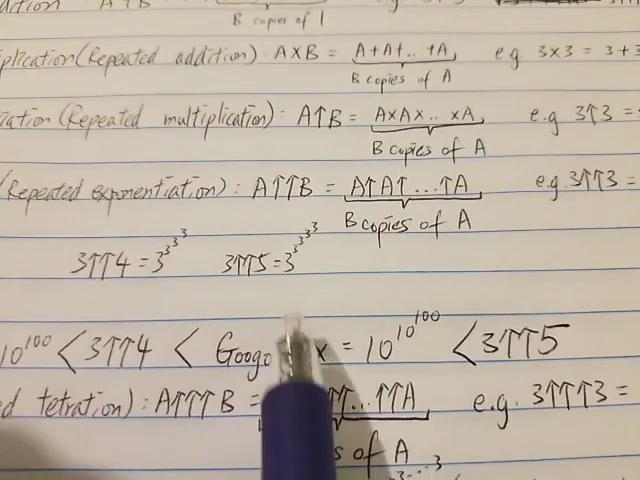 A↑B
B copies of 1
plication (Repeated addition): A×B = A+A+..+A, e.g 3×3 = 3+3
B copies of A
iation (Repeated multiplication): A↑B = A×A×..×A, e.g 3↑3 =
B copies of A
(Repeated exponentiation): A↑↑B = A↑A↑...↑A, e.g. 3↑↑3 =
B copies of A
3↑↑4 = 3^3^3^3 3↑↑5 = 3^3^3^3^3
10^100 < 3↑↑4 < Googo x = 10^10^100 < 3↑↑5
ed tetration): A↑↑↑B = ↑↑...↑↑A, e.g. 3↑↑↑3 =
s of A